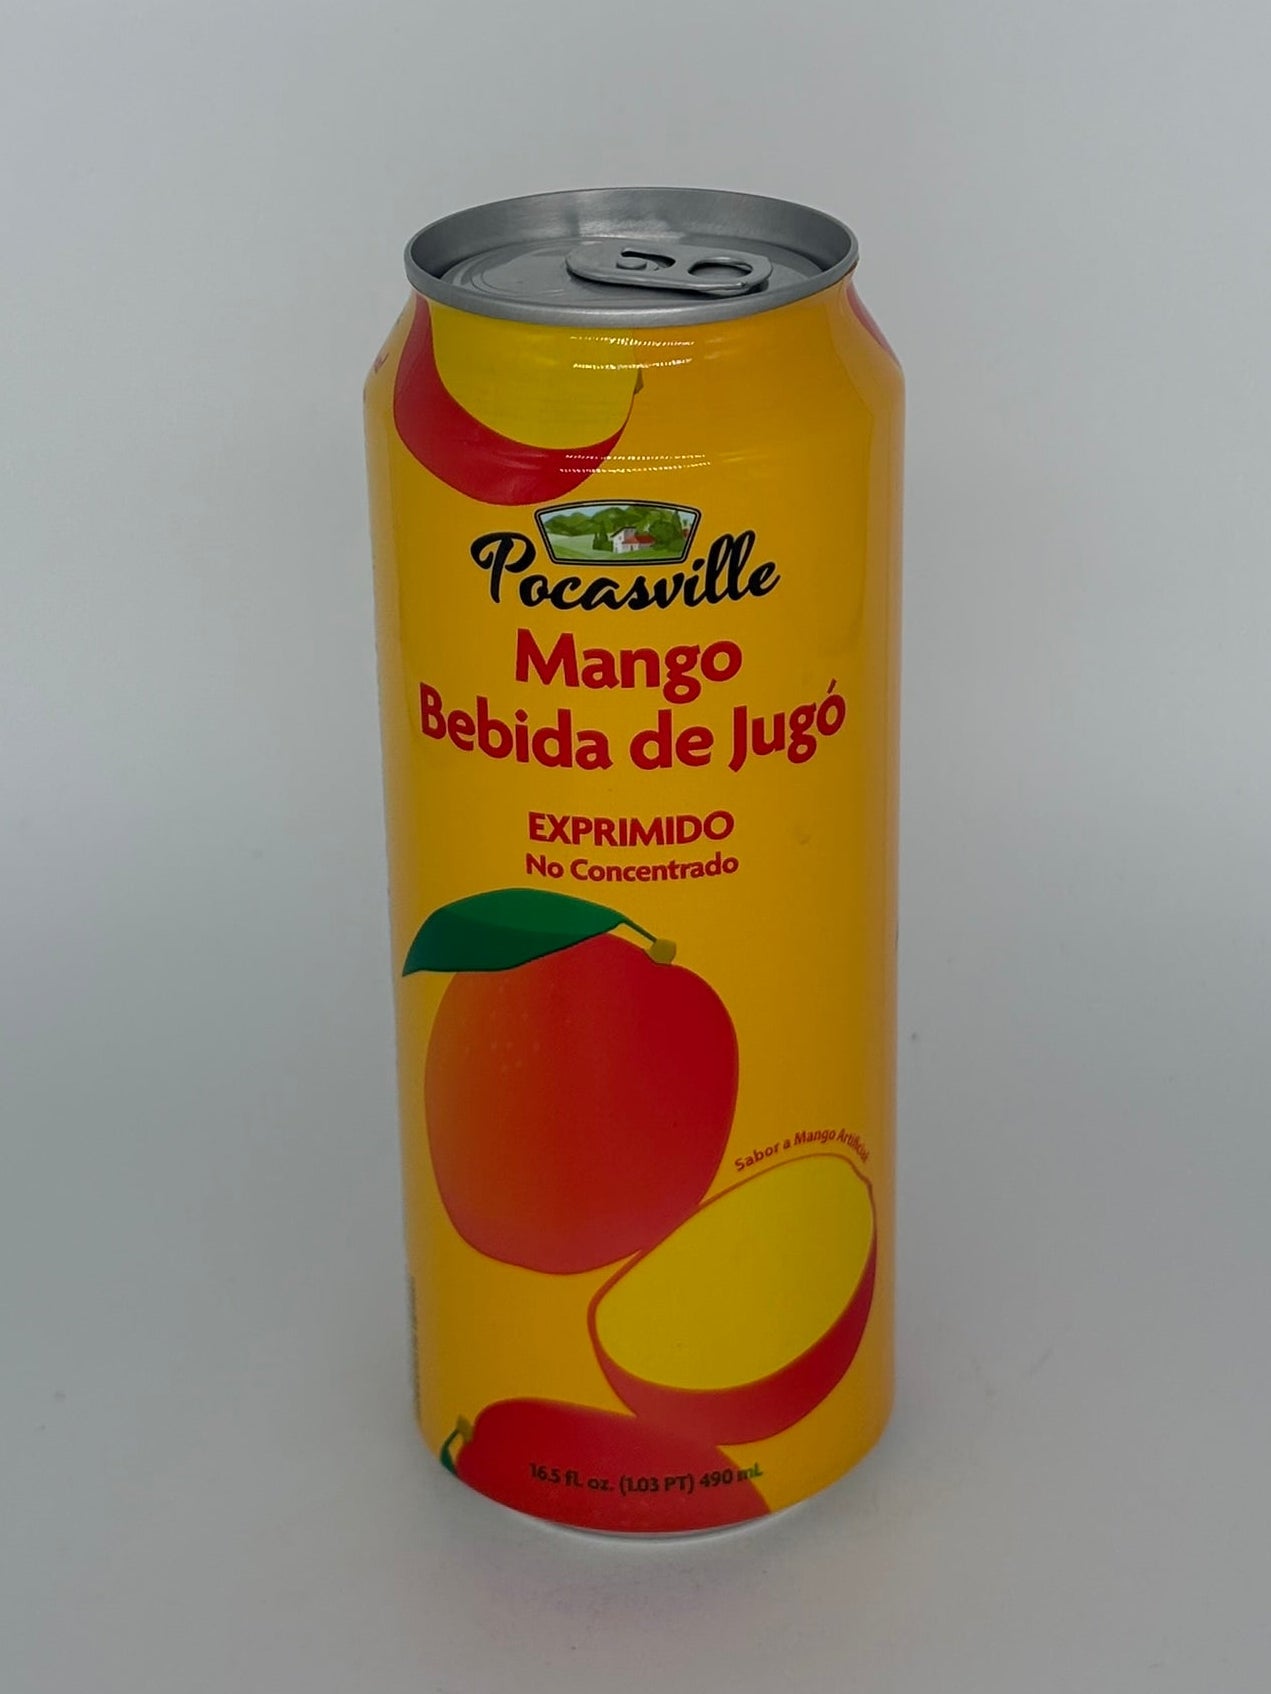 Pocasville
Mango
Bebida de Jugó
EXPRIMIDO
No Concentrado
Sabor a Mango Artificial
16.5 fl. oz. (1.03 PT) 490 mL